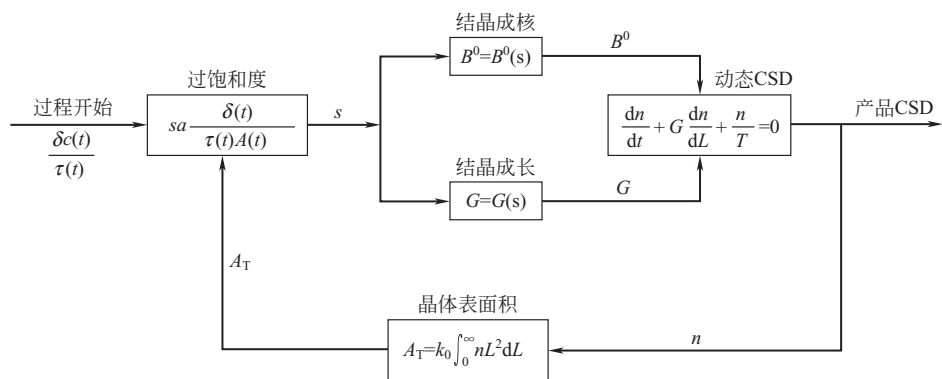 过程开始
δc(t)
τ(t)
过饱和度
sa δ(t)
τ(t)A(t)
s
结晶成核
B⁰=B⁰(s)
B⁰
结晶成长
G=G(s)
G
动态CSD
dn/dt + G dn/dL + n/T =0
产品CSD
A_T
晶体表面积
A_T=k₀∫₀^∞ nL²dL
n